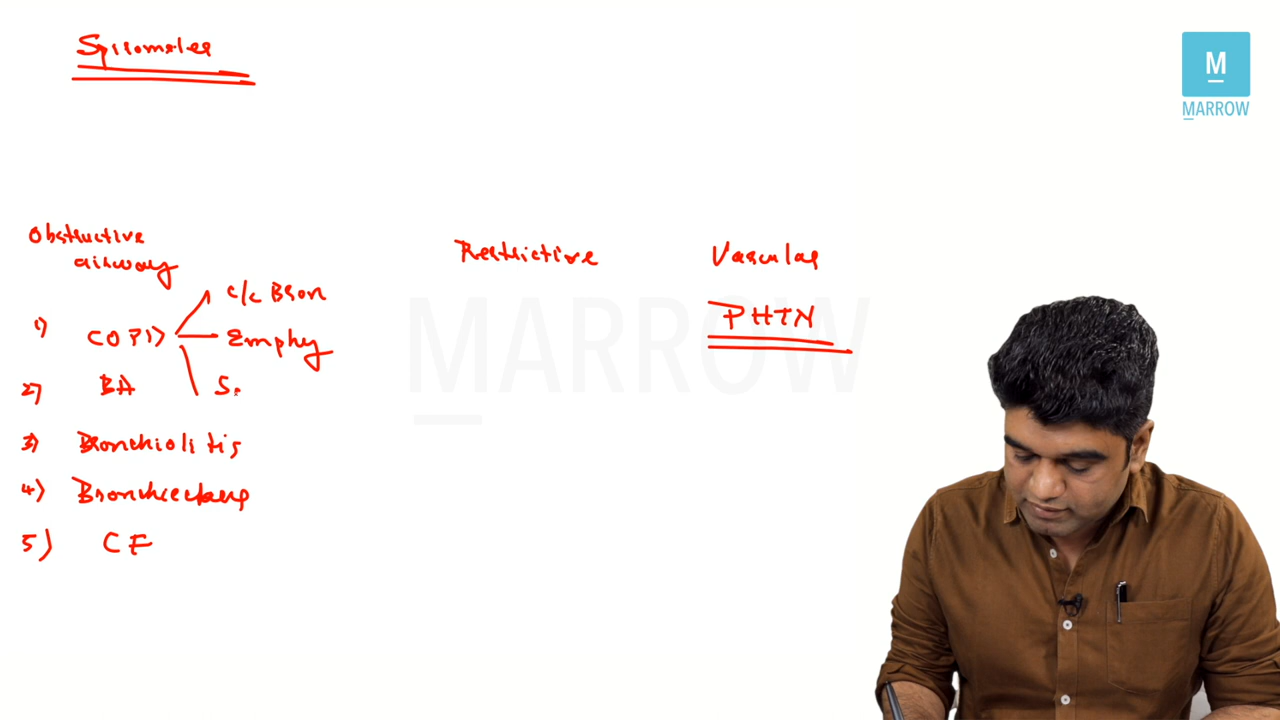 Spirometer
M
MARROW
Obstructive
airway
Restrictive
Vascular
1) COPD
c/c Bron
Emphy
S.
PHTN
2) BA
3) Bronchiolitis
4) Bronchiectasis
5) CF
MARROW